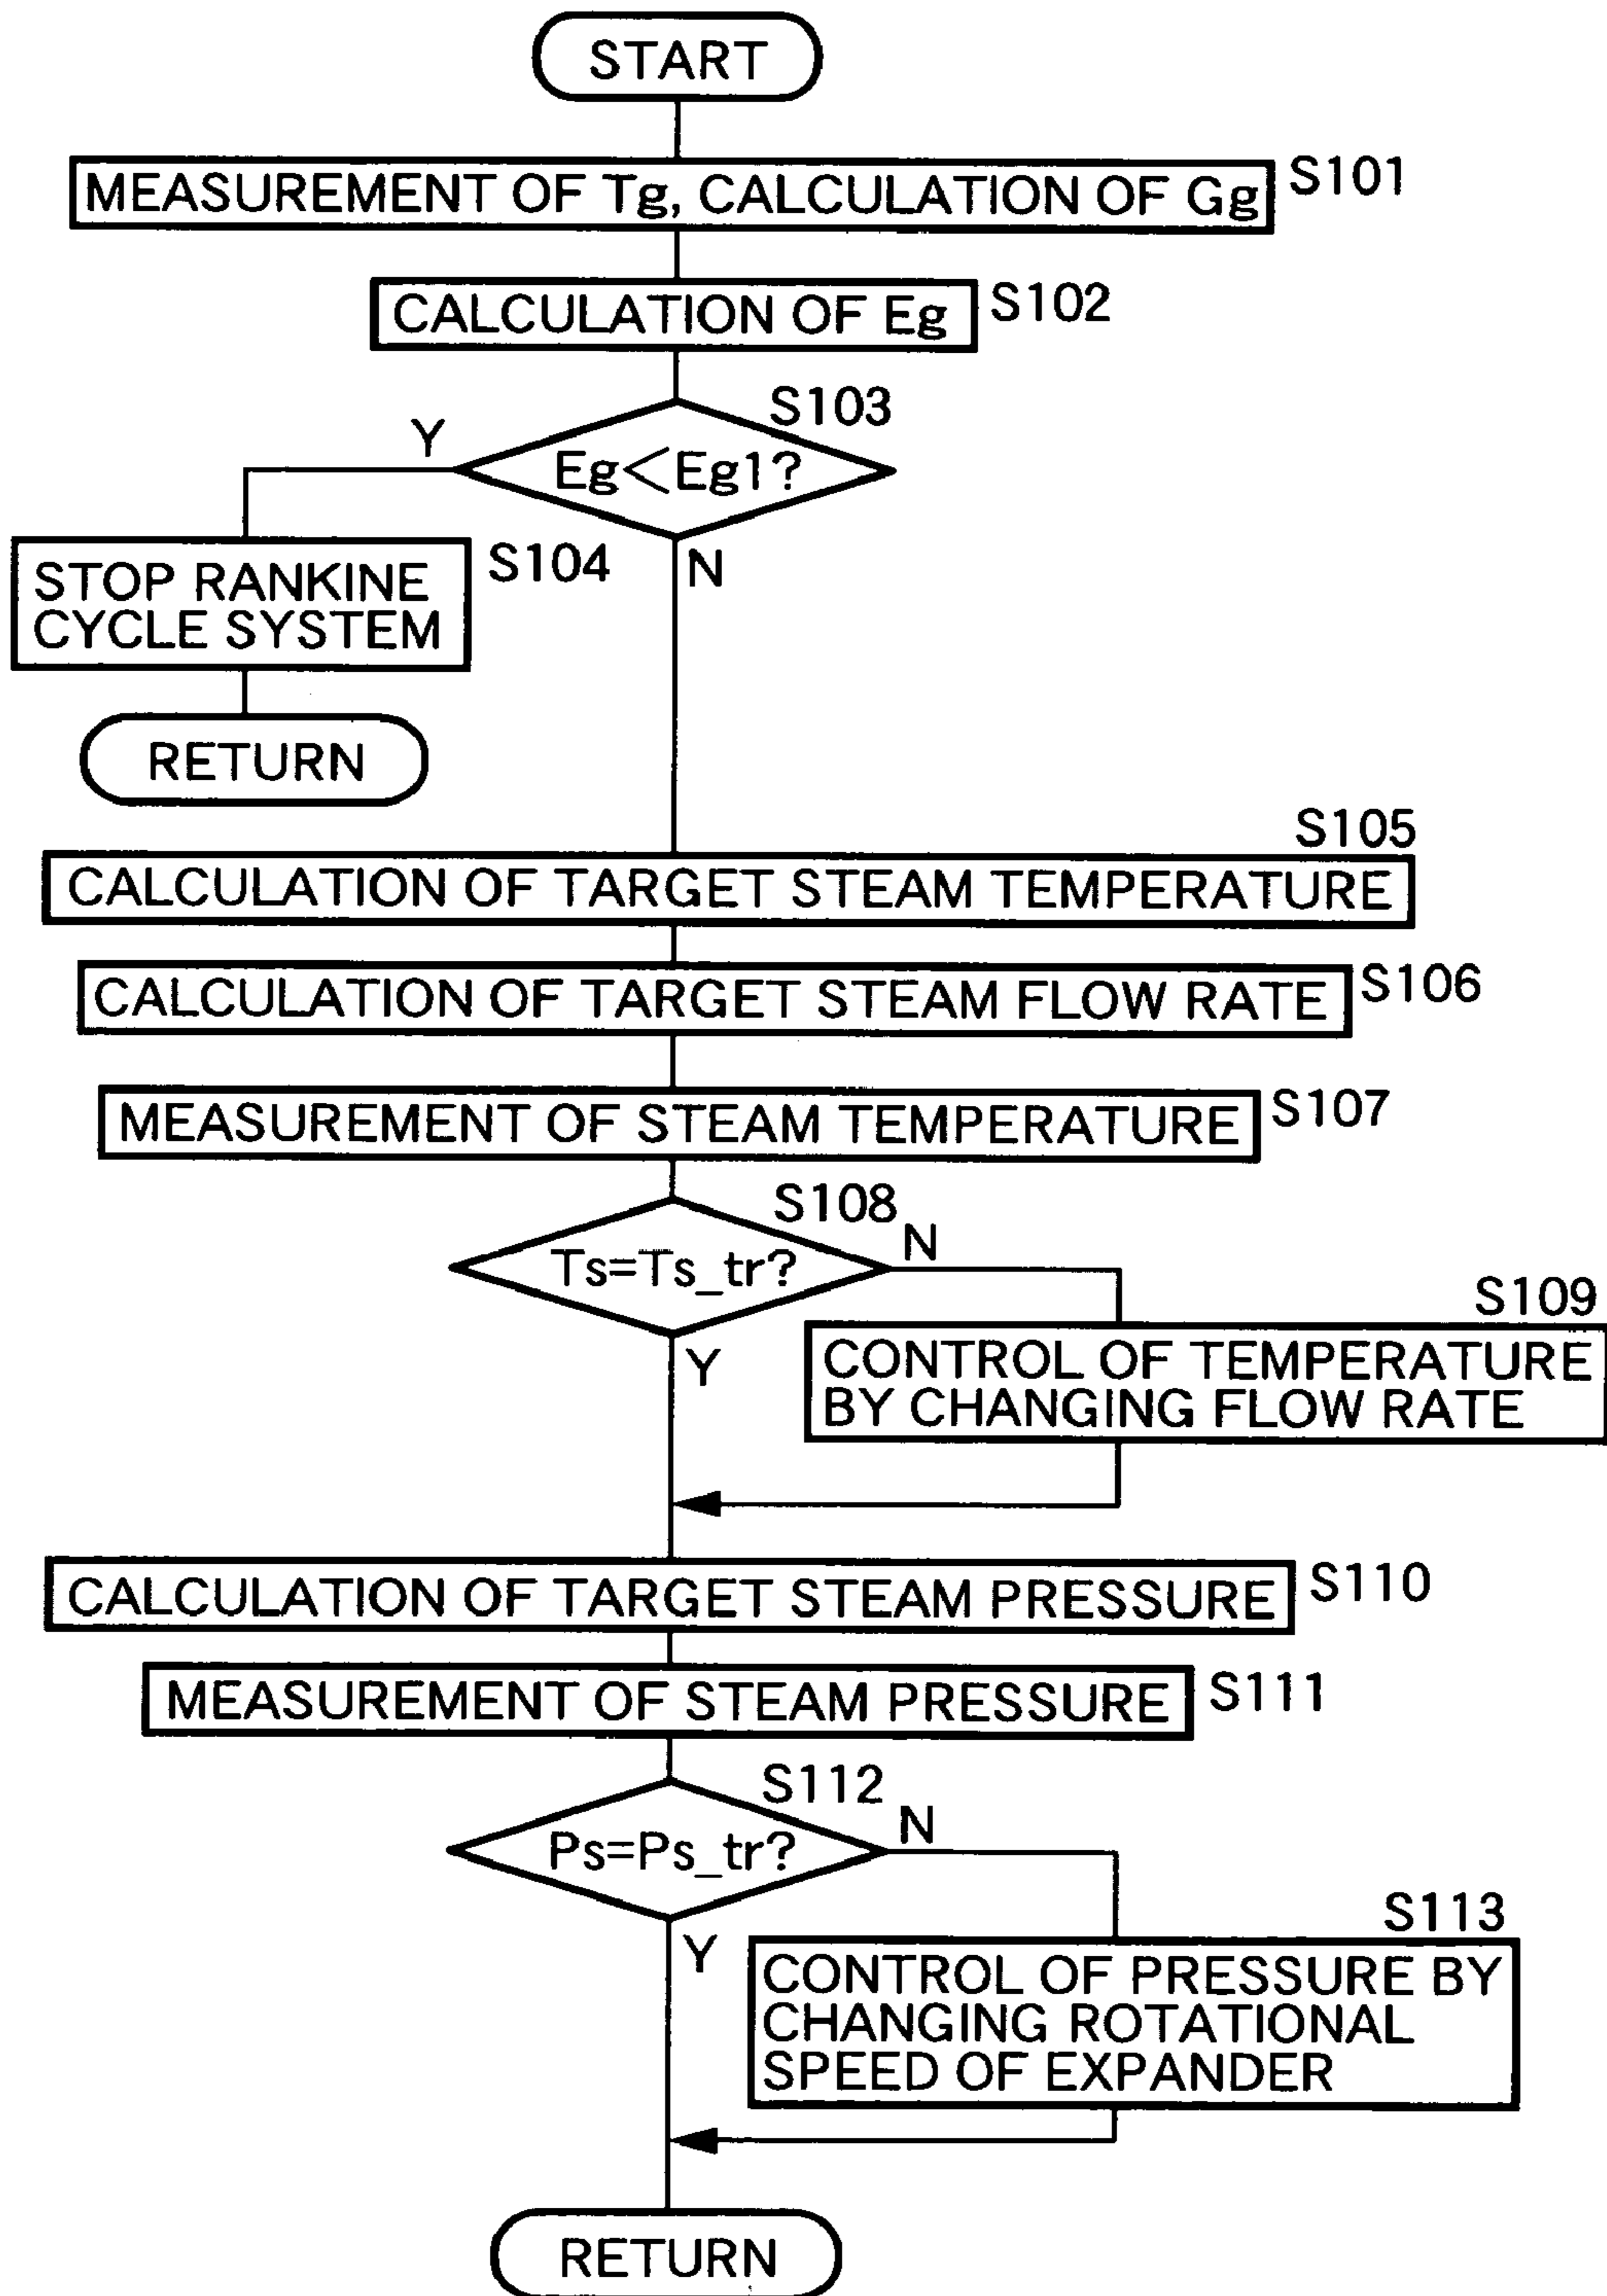 START
MEASUREMENT OF Tg, CALCULATION OF Gg
S101
CALCULATION OF Eg
S102
S103
Y
Eg<Eg1?
N
STOP RANKINE
CYCLE SYSTEM
S104
RETURN
S105
CALCULATION OF TARGET STEAM TEMPERATURE
CALCULATION OF TARGET STEAM FLOW RATE
S106
MEASUREMENT OF STEAM TEMPERATURE
S107
S108
Ts=Ts_tr?
N
Y
S109
CONTROL OF TEMPERATURE
BY CHANGING FLOW RATE
CALCULATION OF TARGET STEAM PRESSURE
S110
MEASUREMENT OF STEAM PRESSURE
S111
S112
Ps=Ps_tr?
N
Y
S113
CONTROL OF PRESSURE BY
CHANGING ROTATIONAL
SPEED OF EXPANDER
RETURN